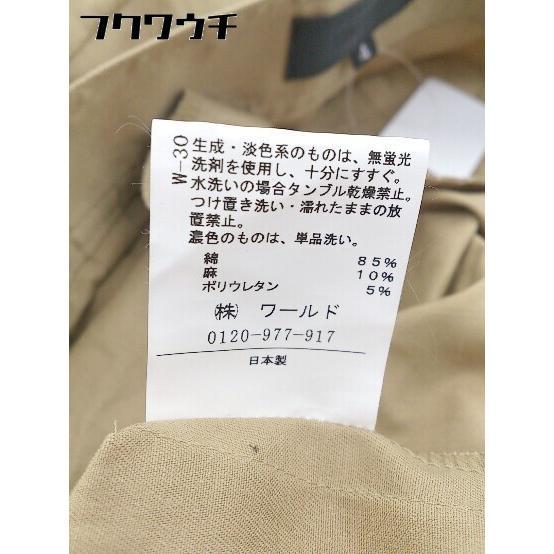 フクワウチ
4
W-30
生成・淡色系のものは、無蛍光
洗剤を使用し、十分にすすぐ。
水洗いの場合タンブル乾燥禁止。
つけ置き洗い・濡れたままの放
置禁止。
濃色のものは、単品洗い。
綿 85%
麻 10%
ポリウレタン 5%
㈱ ワールド
0120-977-917
日本製